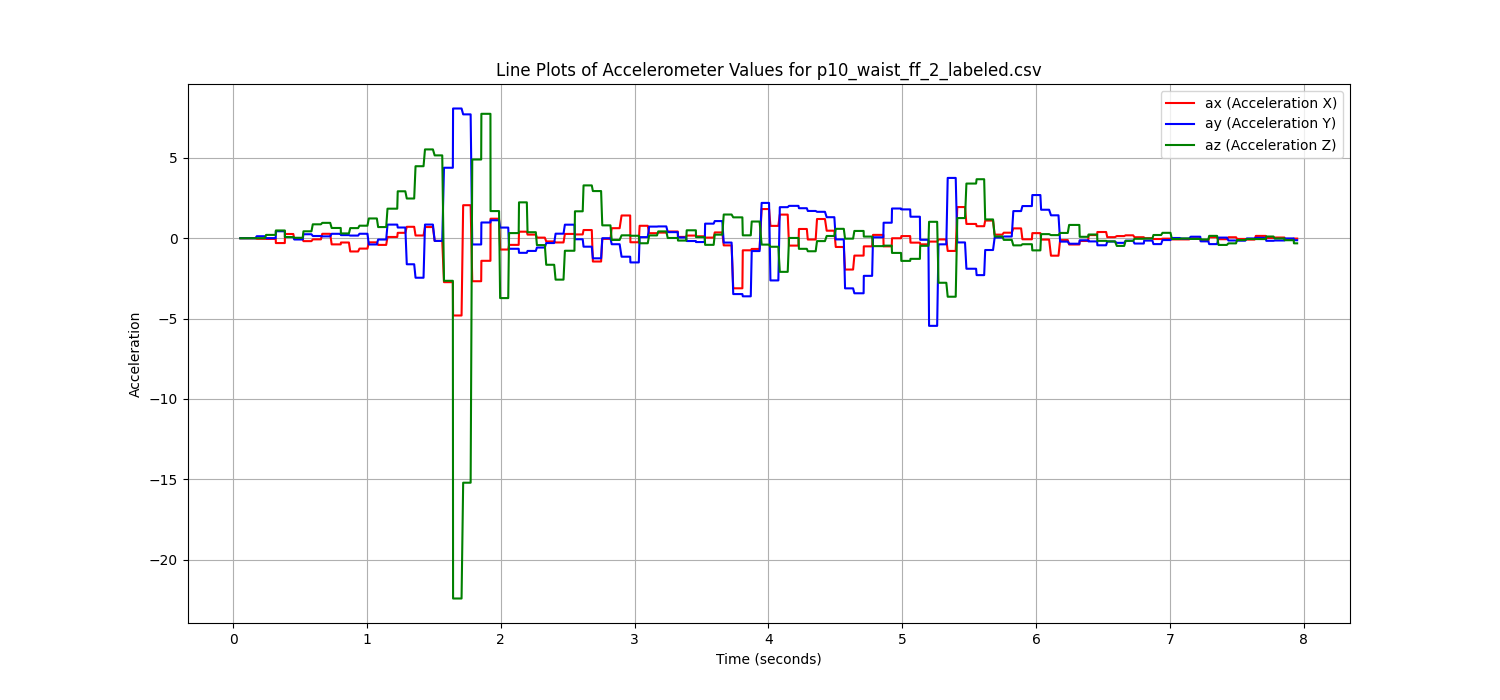 Line Plots of Accelerometer Values for p10_waist_ff_2_labeled.csv
ax (Acceleration X)
ay (Acceleration Y)
az (Acceleration Z)
Acceleration
5
0
−5
−10
−15
−20
0 1 2 3 4 5 6 7 8
Time (seconds)